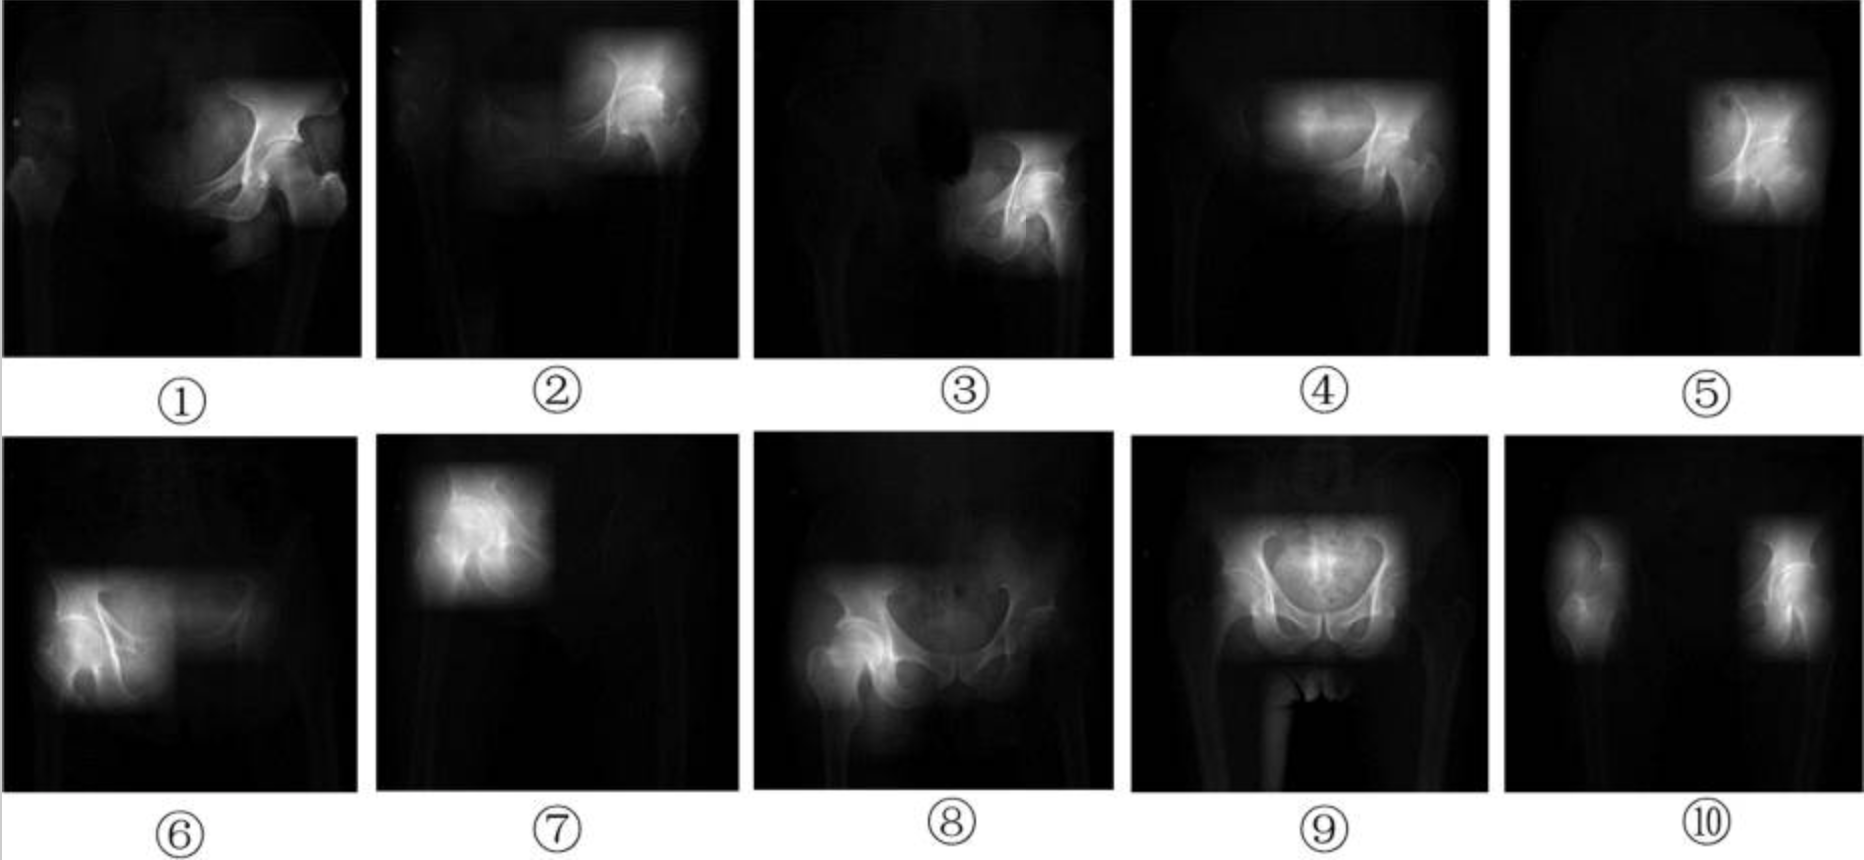 ① ② ③ ④ ⑤
⑥ ⑦ ⑧ ⑨ ⑩